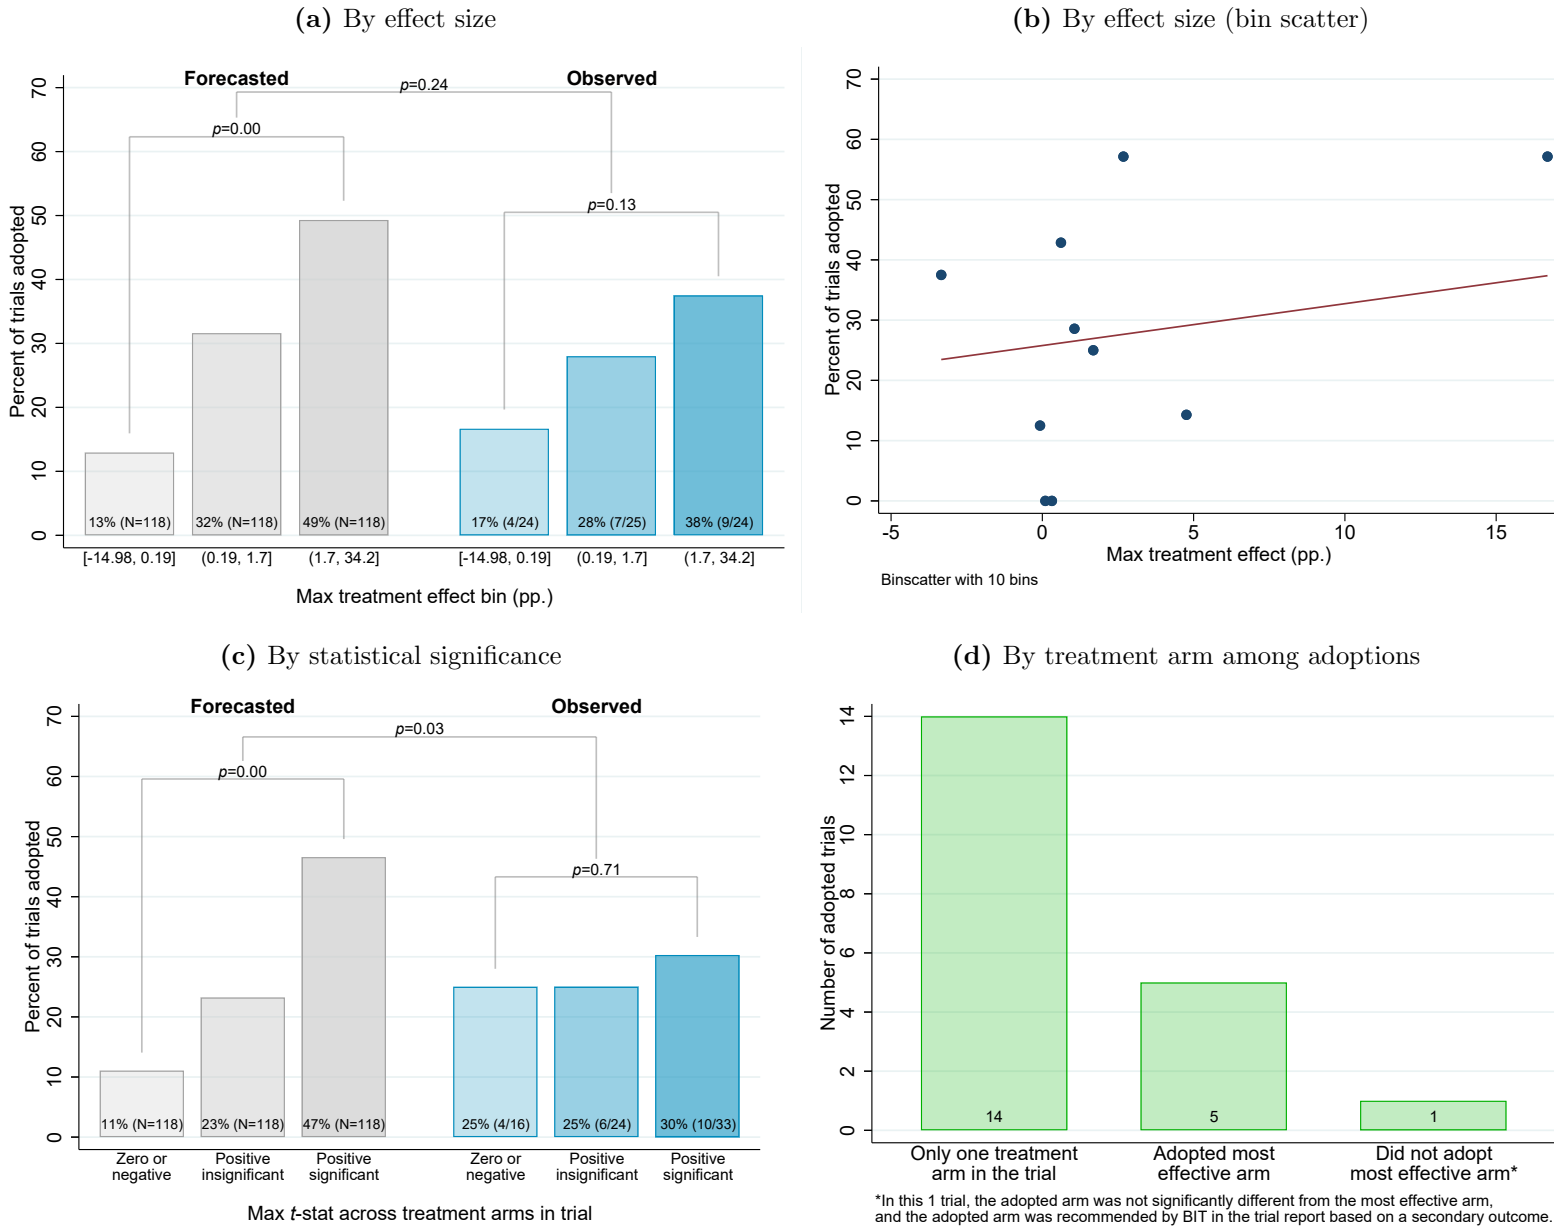 (a) By effect size
Forecasted
Observed
p=0.24
p=0.00
p=0.13
Percent of trials adopted
0
10
20
30
40
50
60
70
13% (N=118)
32% (N=118)
49% (N=118)
17% (4/24)
28% (7/25)
38% (9/24)
[-14.98, 0.19]
(0.19, 1.7]
(1.7, 34.2]
[-14.98, 0.19]
(0.19, 1.7]
(1.7, 34.2]
Max treatment effect bin (pp.)
(b) By effect size (bin scatter)
Percent of trials adopted
0
10
20
30
40
50
60
70
-5
0
5
10
15
Max treatment effect (pp.)
Binscatter with 10 bins
(c) By statistical significance
Forecasted
Observed
p=0.03
p=0.00
p=0.71
Percent of trials adopted
0
10
20
30
40
50
60
70
11% (N=118)
23% (N=118)
47% (N=118)
25% (4/16)
25% (6/24)
30% (10/33)
Zero or
negative
Positive
insignificant
Positive
significant
Zero or
negative
Positive
insignificant
Positive
significant
Max t-stat across treatment arms in trial
(d) By treatment arm among adoptions
Number of adopted trials
0
2
4
6
8
10
12
14
14
5
1
Only one treatment
arm in the trial
Adopted most
effective arm
Did not adopt
most effective arm*
*In this 1 trial, the adopted arm was not significantly different from the most effective arm,
and the adopted arm was recommended by BIT in the trial report based on a secondary outcome.